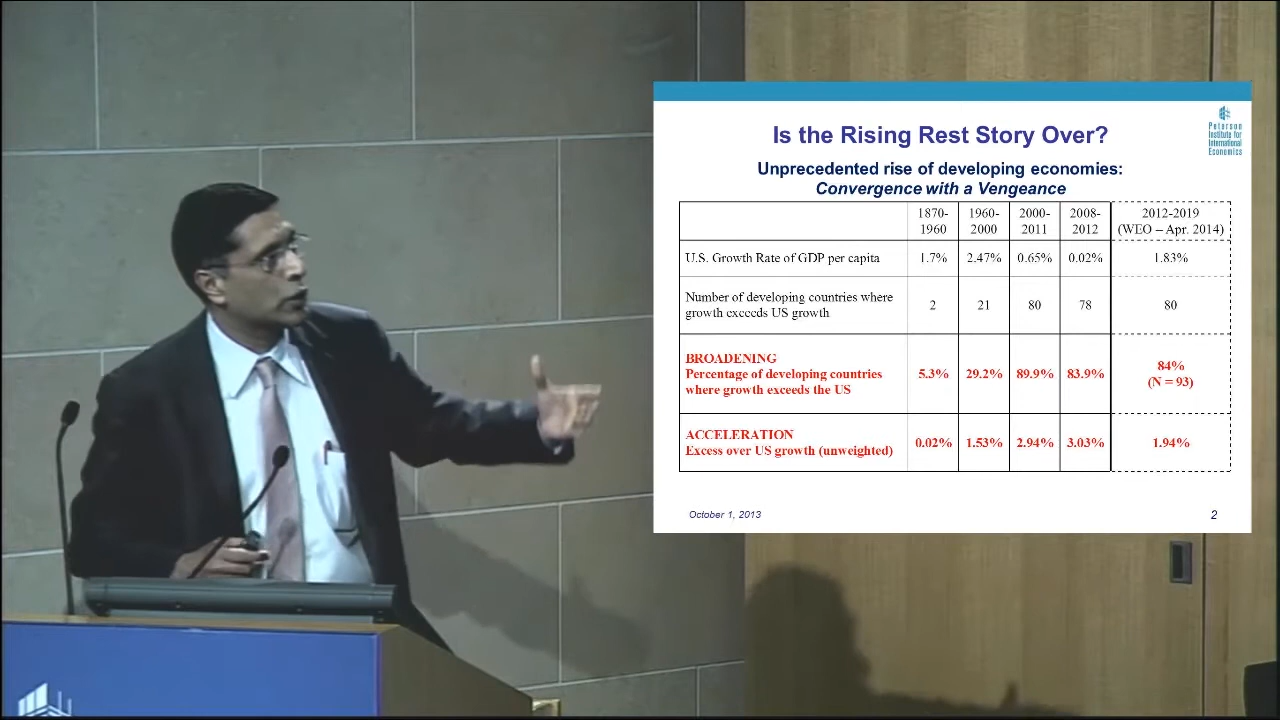 Peterson
Institute for
International
Economics
Is the Rising Rest Story Over?
Unprecedented rise of developing economies:
Convergence with a Vengeance
1870-
1960
1960-
2000
2000-
2011
2008-
2012
2012-2019
(WEO – Apr. 2014)
U.S. Growth Rate of GDP per capita
1.7%
2.47%
0.65%
0.02%
1.83%
Number of developing countries where
growth exceeds US growth
2
21
80
78
80
BROADENING
Percentage of developing countries
where growth exceeds the US
5.3%
29.2%
89.9%
83.9%
84%
(N = 93)
ACCELERATION
Excess over US growth (unweighted)
0.02%
1.53%
2.94%
3.03%
1.94%
October 1, 2013
2